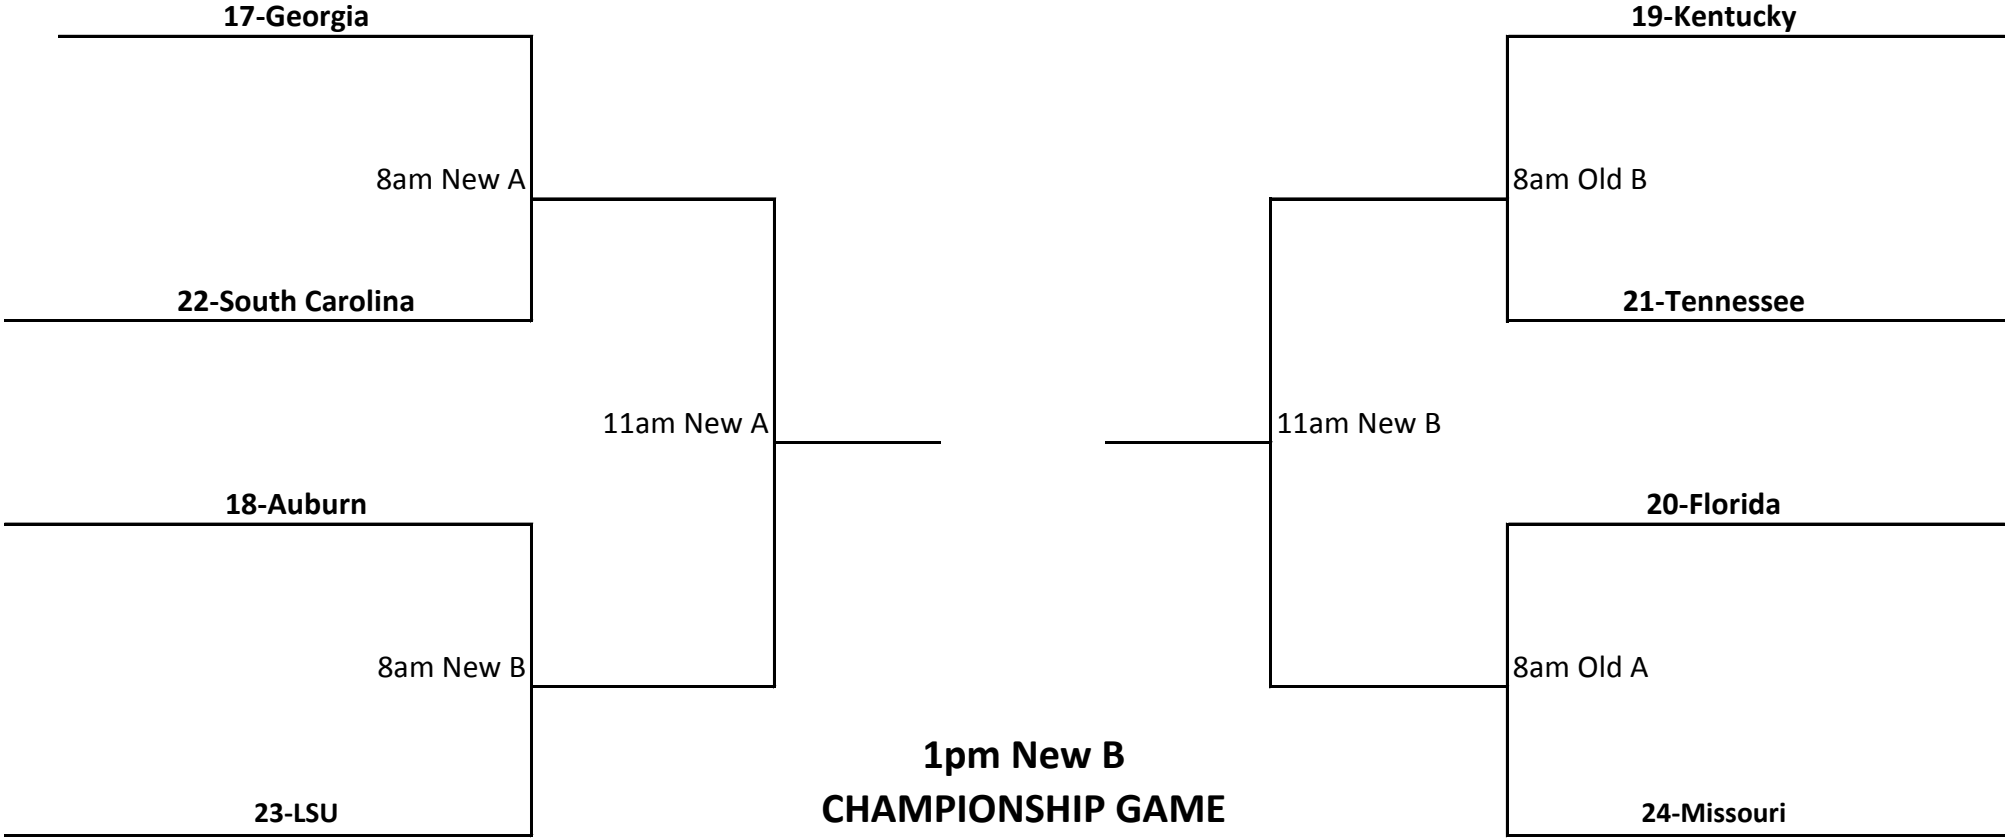 17-Georgia
19-Kentucky
8am New A
8am Old B
22-South Carolina
21-Tennessee
11am New A
11am New B
18-Auburn
20-Florida
8am New B
8am Old A
1pm New B
CHAMPIONSHIP GAME
23-LSU
24-Missouri